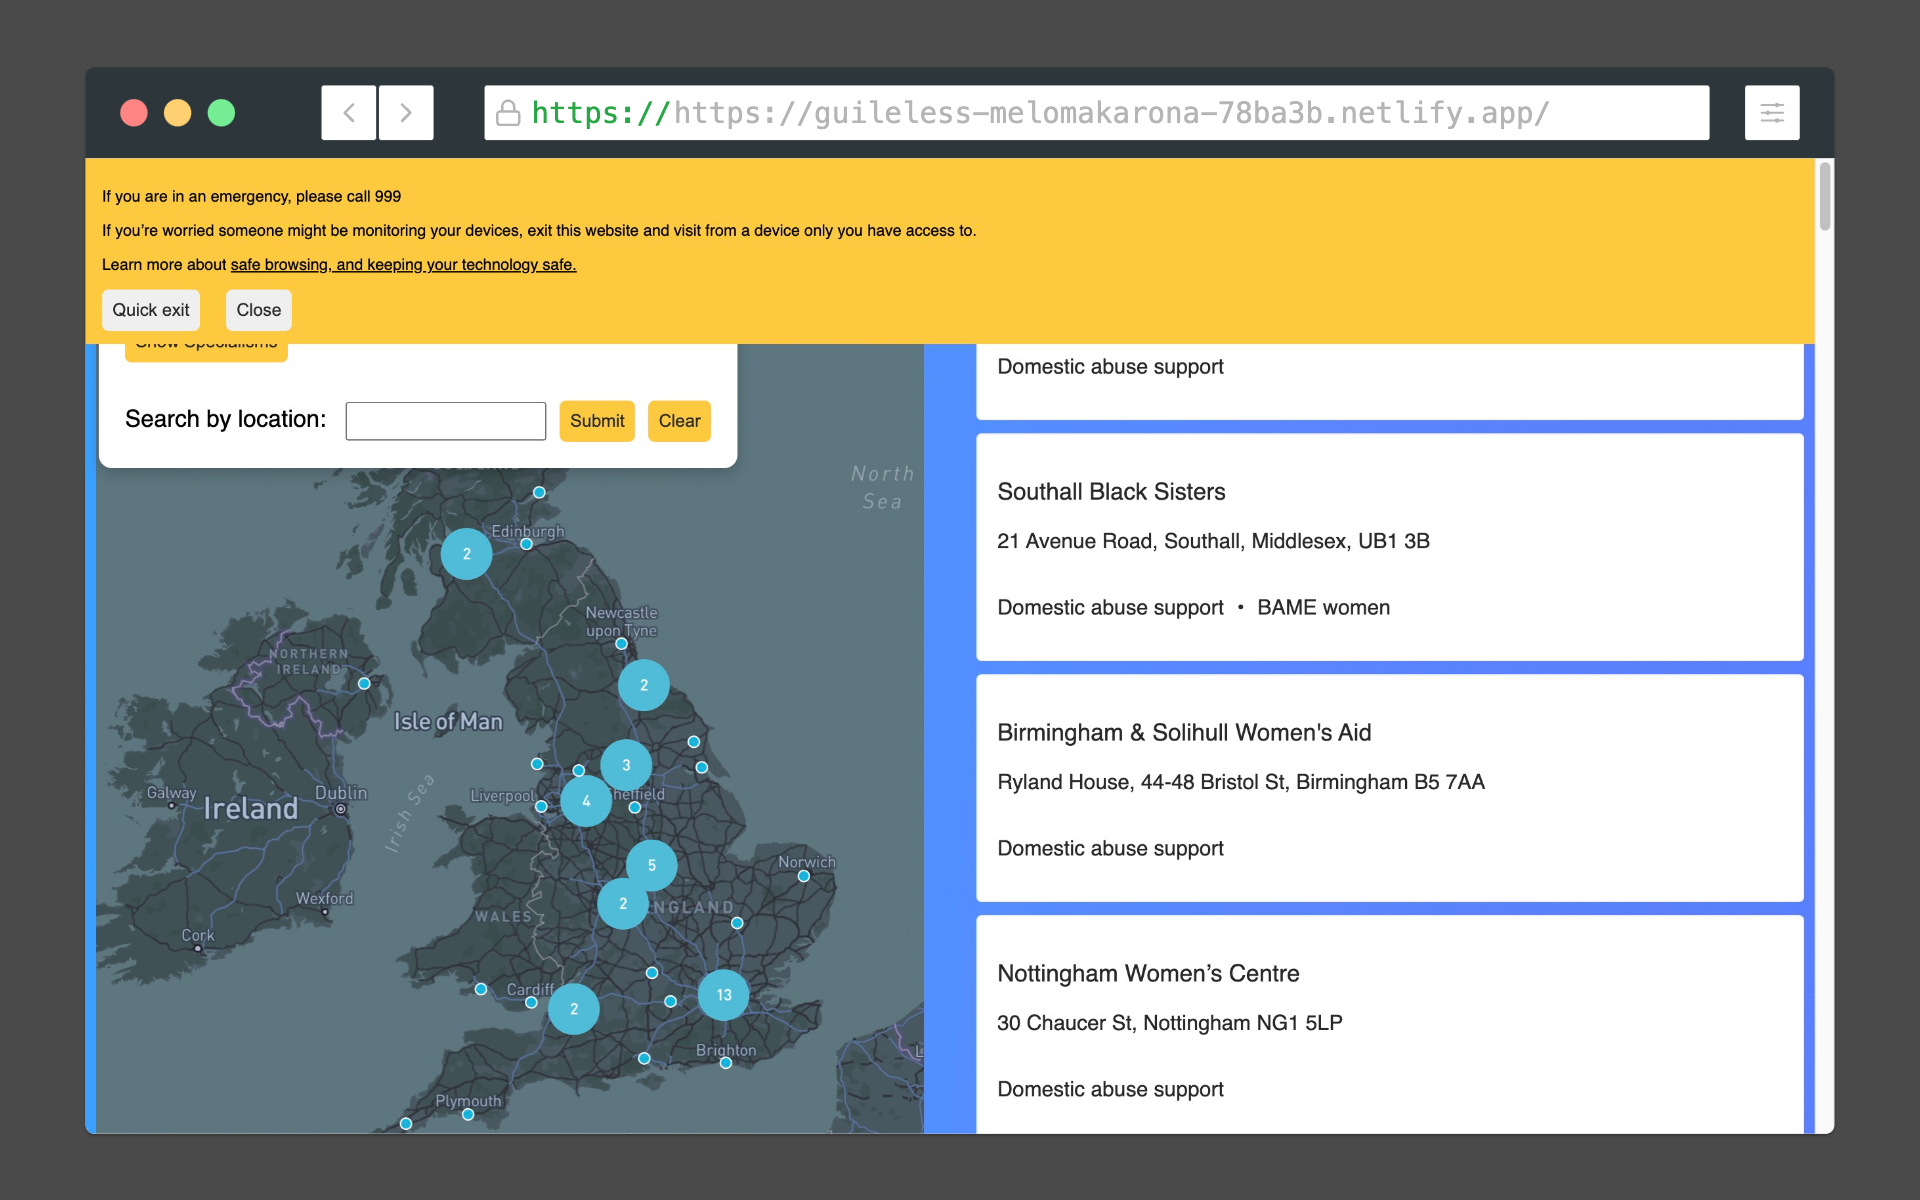 https://https://guileless-melomakarona-78ba3b.netlify.app/
If you are in an emergency, please call 999
If you’re worried someone might be monitoring your devices, exit this website and visit from a device only you have access to.
Learn more about safe browsing, and keeping your technology safe.
Quick exit
Close
Show Specialisms
Search by location:
Submit
Clear
North
Sea
Edinburgh
2
Newcastle
upon Tyne
2
NORTHERN
IRELAND
Isle of Man
3
Galway
Ireland
Dublin
Irish Sea
Liverpool
4
Sheffield
5
Norwich
Wexford
WALES
2
ENGLAND
Cork
Cardiff
2
13
Brighton
L
Plymouth
Domestic abuse support
Southall Black Sisters
21 Avenue Road, Southall, Middlesex, UB1 3B
Domestic abuse support • BAME women
Birmingham & Solihull Women's Aid
Ryland House, 44-48 Bristol St, Birmingham B5 7AA
Domestic abuse support
Nottingham Women’s Centre
30 Chaucer St, Nottingham NG1 5LP
Domestic abuse support